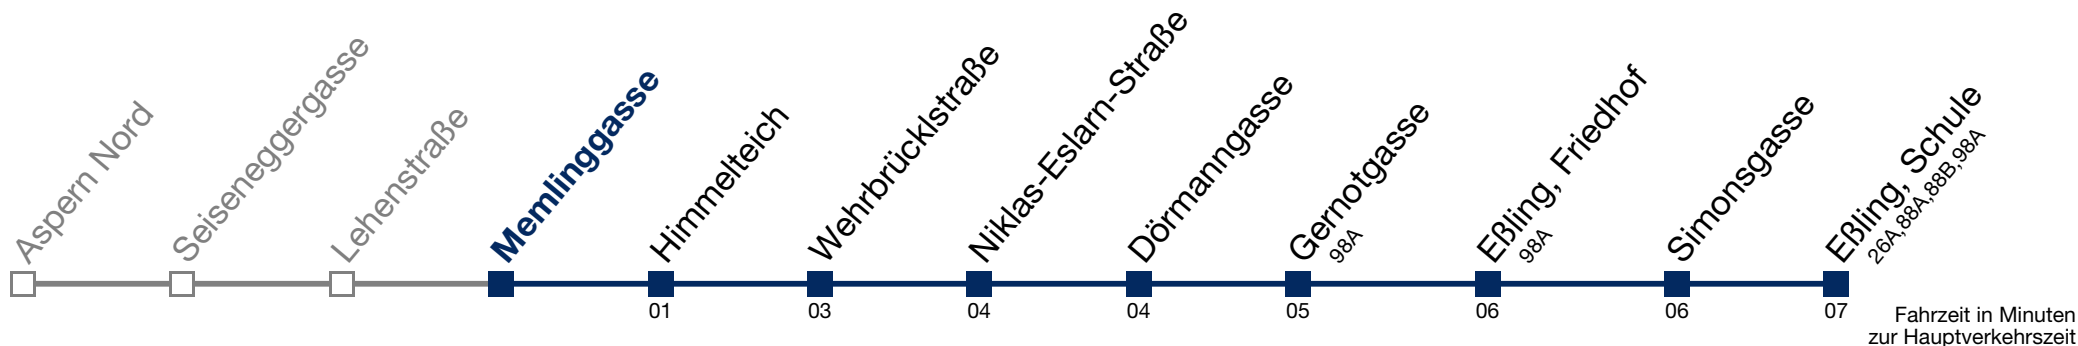 Aspern Nord
Seiseneggergasse
Lehenstraße
Memlinggasse
Himmelteich
Wehrbrücklstraße
Niklas-Eslarn-Straße
Dörmanngasse
Gernotgasse
98A
Eßling, Friedhof
98A
Simonsgasse
Eßling, Schule
26A,88A,88B,98A
01
03
04
04
05
06
06
07
Fahrzeit in Minuten
zur Hauptverkehrszeit